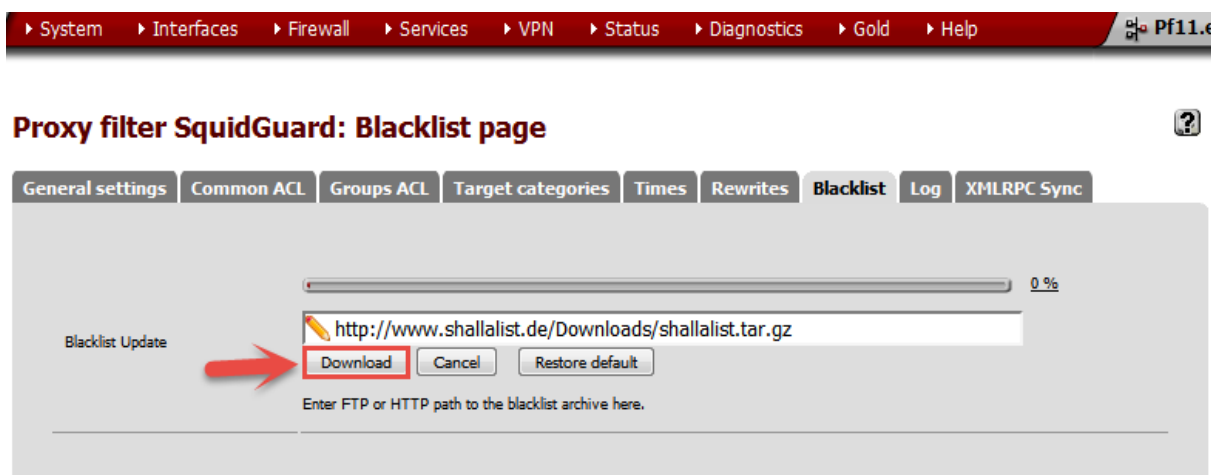 System Interfaces Firewall Services VPN Status Diagnostics Gold Help Pf11.e
Proxy filter SquidGuard: Blacklist page
General settings Common ACL Groups ACL Target categories Times Rewrites Blacklist Log XMLRPC Sync
0 %
Blacklist Update
http://www.shallalist.de/Downloads/shallalist.tar.gz
Download Cancel Restore default
Enter FTP or HTTP path to the blacklist archive here.